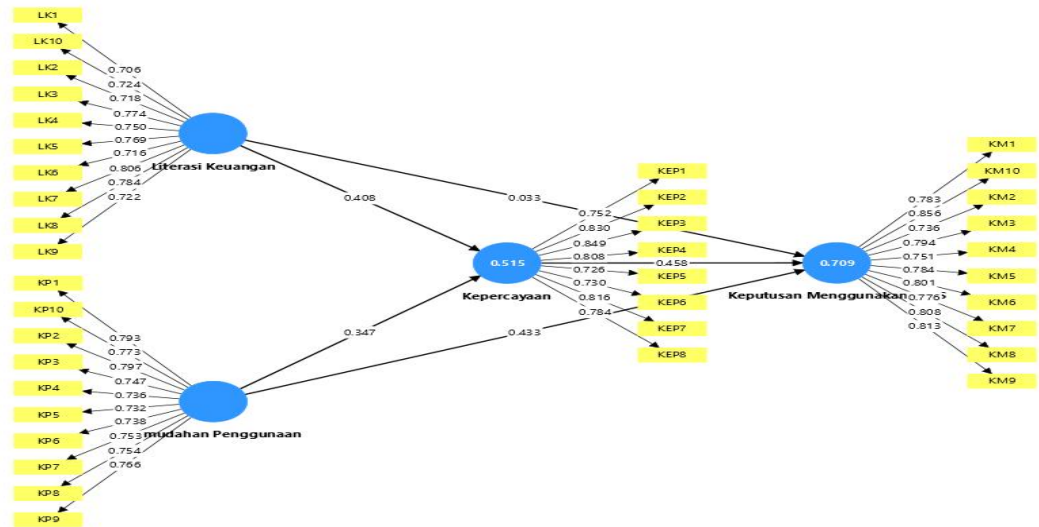 LK1
LK10
LK2
LK3
LK4
LK5
LK6
LK7
LK8
LK9
0.706
0.724
0.718
0.774
0.750
0.769
0.716
0.806
0.784
0.722
Literasi Keuangan
KP1
KP10
KP2
KP3
KP4
KP5
KP6
KP7
KP8
KP9
0.793
0.773
0.797
0.747
0.736
0.732
0.738
0.753
0.754
0.766
mudahan Penggunaan
0.408
0.347
0.033
0.458
0.433
0.515
Kepercayaan
0.752
0.830
0.849
0.808
0.726
0.730
0.816
0.784
KEP1
KEP2
KEP3
KEP4
KEP5
KEP6
KEP7
KEP8
0.709
Keputusan Menggunakan
0.783
0.856
0.736
0.794
0.751
0.784
0.801
0.776
0.808
0.813
KM1
KM10
KM2
KM3
KM4
KM5
KM6
KM7
KM8
KM9